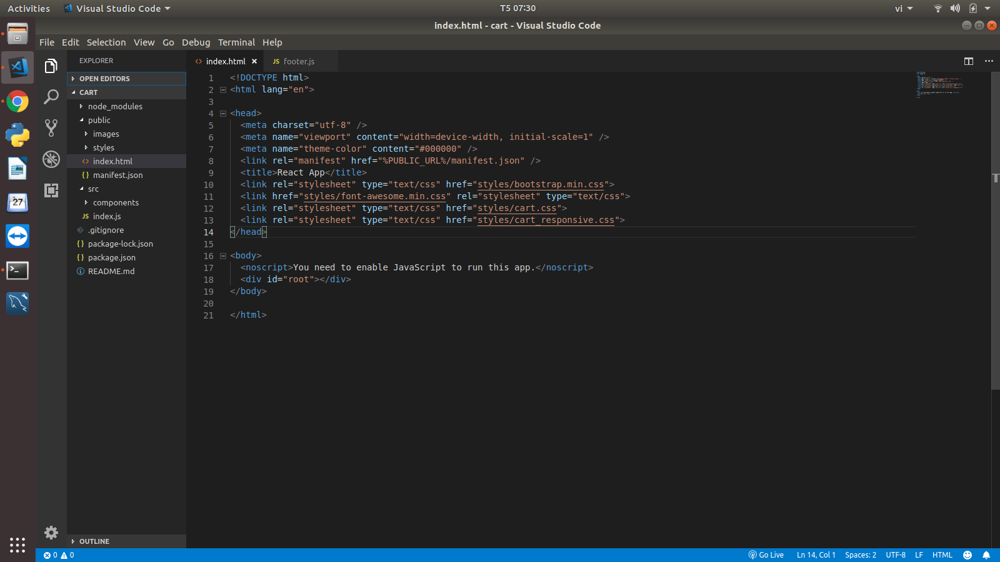 Activities
Visual Studio Code
T5 07:30
vi
index.html - cart - Visual Studio Code
File Edit Selection View Go Debug Terminal Help
EXPLORER
OPEN EDITORS
CART
node_modules
public
images
styles
<> index.html
{} manifest.json
src
components
JS index.js
.gitignore
{} package-lock.json
{} package.json
README.md
OUTLINE
27
<> index.html ×
JS footer.js
1 <!DOCTYPE html>
2 <html lang="en">
3
4 <head>
5 <meta charset="utf-8" />
6 <meta name="viewport" content="width=device-width, initial-scale=1" />
7 <meta name="theme-color" content="#000000" />
8 <link rel="manifest" href="%PUBLIC_URL%/manifest.json" />
9 <title>React App</title>
10 <link rel="stylesheet" type="text/css" href="styles/bootstrap.min.css">
11 <link href="styles/font-awesome.min.css" rel="stylesheet" type="text/css">
12 <link rel="stylesheet" type="text/css" href="styles/cart.css">
13 <link rel="stylesheet" type="text/css" href="styles/cart_responsive.css">
14 </head>
15
16 <body>
17 <noscript>You need to enable JavaScript to run this app.</noscript>
18 <div id="root"></div>
19 </body>
20
21 </html>
0 0
Go Live
Ln 14, Col 1
Spaces: 2
UTF-8
LF
HTML